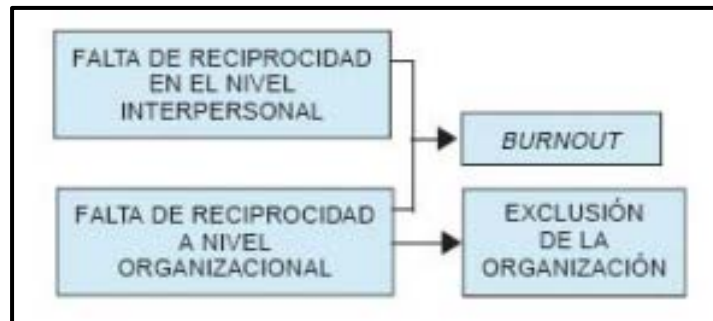 FALTA DE RECIPROCIDAD
EN EL NIVEL
INTERPERSONAL
BURNOUT
FALTA DE RECIPROCIDAD
A NIVEL
ORGANIZACIONAL
EXCLUSIÓN
DE LA
ORGANIZACIÓN